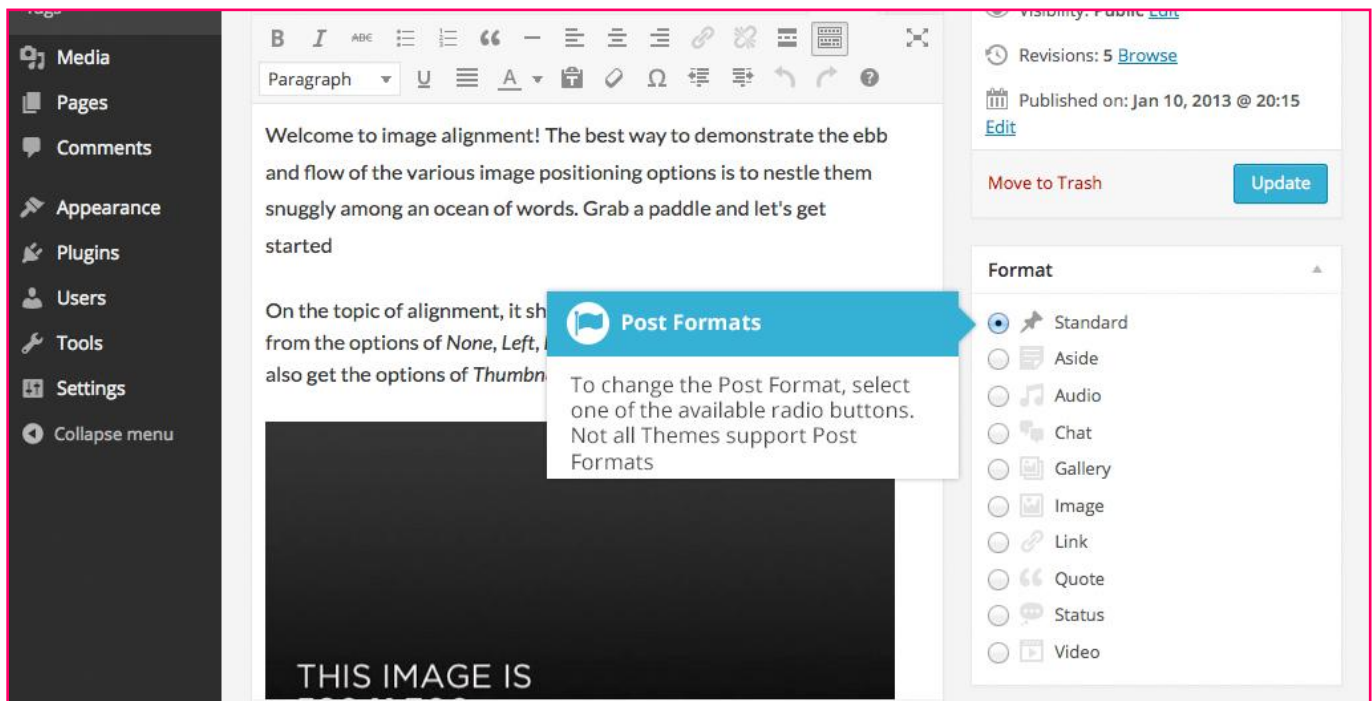 Tags
Media
Pages
Comments
Appearance
Plugins
Users
Tools
Settings
Collapse menu
B I ABC
Paragraph U A Ω
Welcome to image alignment! The best way to demonstrate the ebb
and flow of the various image positioning options is to nestle them
snuggly among an ocean of words. Grab a paddle and let's get
started
On the topic of alignment, it sh
from the options of None, Left,
also get the options of Thumbn
THIS IMAGE IS
Post Formats
To change the Post Format, select
one of the available radio buttons.
Not all Themes support Post
Formats
Visibility: Public Edit
Revisions: 5 Browse
Published on: Jan 10, 2013 @ 20:15
Edit
Move to Trash
Update
Format
Standard
Aside
Audio
Chat
Gallery
Image
Link
Quote
Status
Video